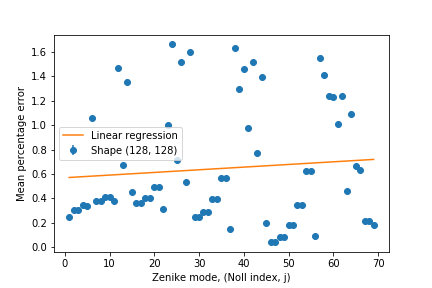 1.6
1.4
1.2
1.0
0.8
0.6
0.4
0.2
0.0
Mean percentage error
Linear regression
Shape (128, 128)
0 10 20 30 40 50 60 70
Zenike mode, (Noll index, j)